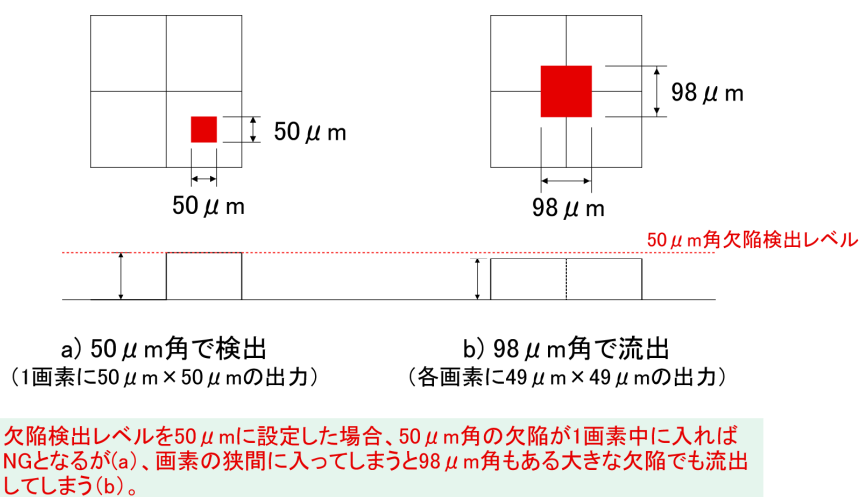 50μm
50μm
98μm
98μm
50μm角欠陥検出レベル
a) 50μm角で検出
(1画素に50μm×50μmの出力)
b) 98μm角で流出
(各画素に49μm×49μmの出力)
欠陥検出レベルを50μmに設定した場合、50μm角の欠陥が1画素中に入れば
NGとなるが(a)、画素の狭間に入ってしまうと98μm角もある大きな欠陥でも流出
してしまう(b)。